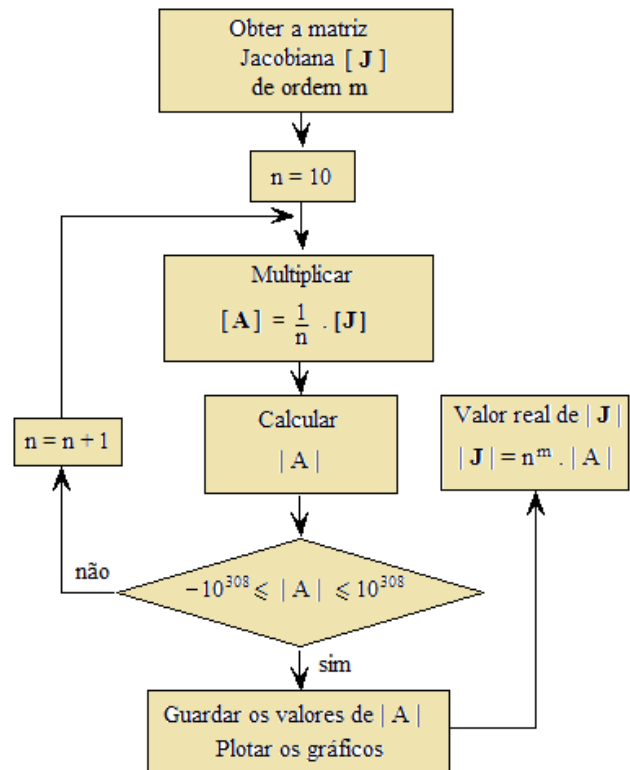 Obter a matriz
Jacobiana [ J ]
de ordem m
n = 10
Multiplicar
[ A ] = 1/n . [ J ]
Calcular
| A |
n = n + 1
Valor real de | J |
| J | = n^m . | A |
não
−10^308 ⩽ | A | ⩽ 10^308
sim
Guardar os valores de | A |
Plotar os gráficos